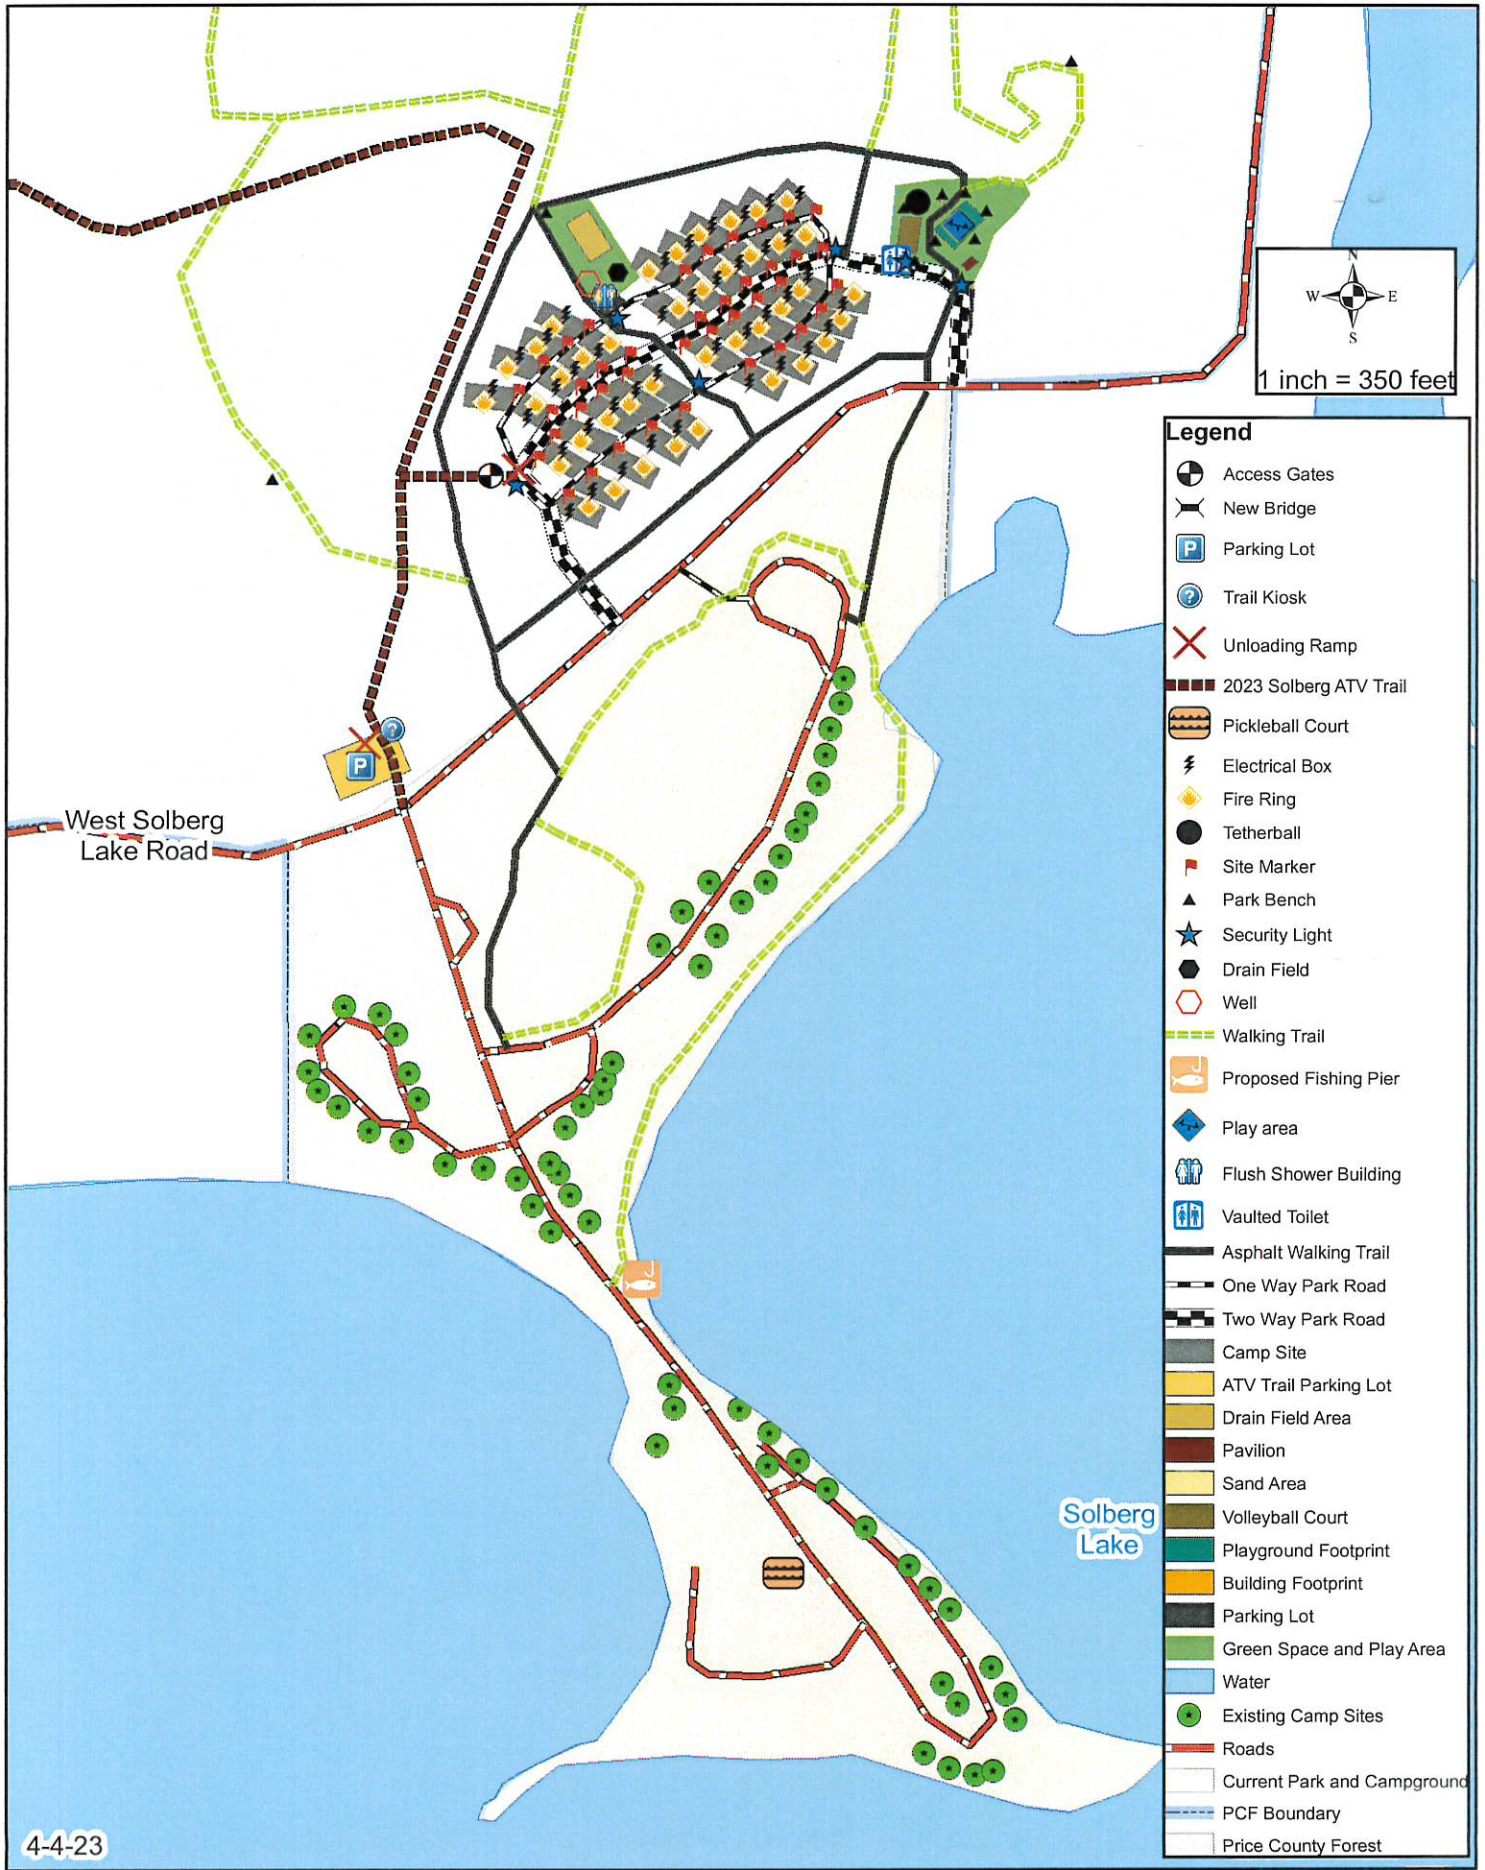 N
W E
S
1 inch = 350 feet
Legend
Access Gates
New Bridge
P Parking Lot
? Trail Kiosk
Unloading Ramp
2023 Solberg ATV Trail
Pickleball Court
Electrical Box
Fire Ring
Tetherball
Site Marker
Park Bench
Security Light
Drain Field
Well
Walking Trail
Proposed Fishing Pier
Play area
Flush Shower Building
Vaulted Toilet
Asphalt Walking Trail
One Way Park Road
Two Way Park Road
Camp Site
ATV Trail Parking Lot
Drain Field Area
Pavilion
Sand Area
Volleyball Court
Playground Footprint
Building Footprint
Parking Lot
Green Space and Play Area
Water
Existing Camp Sites
Roads
Current Park and Campground
PCF Boundary
Price County Forest
?
P
West Solberg
Lake Road
Solberg
Lake
4-4-23